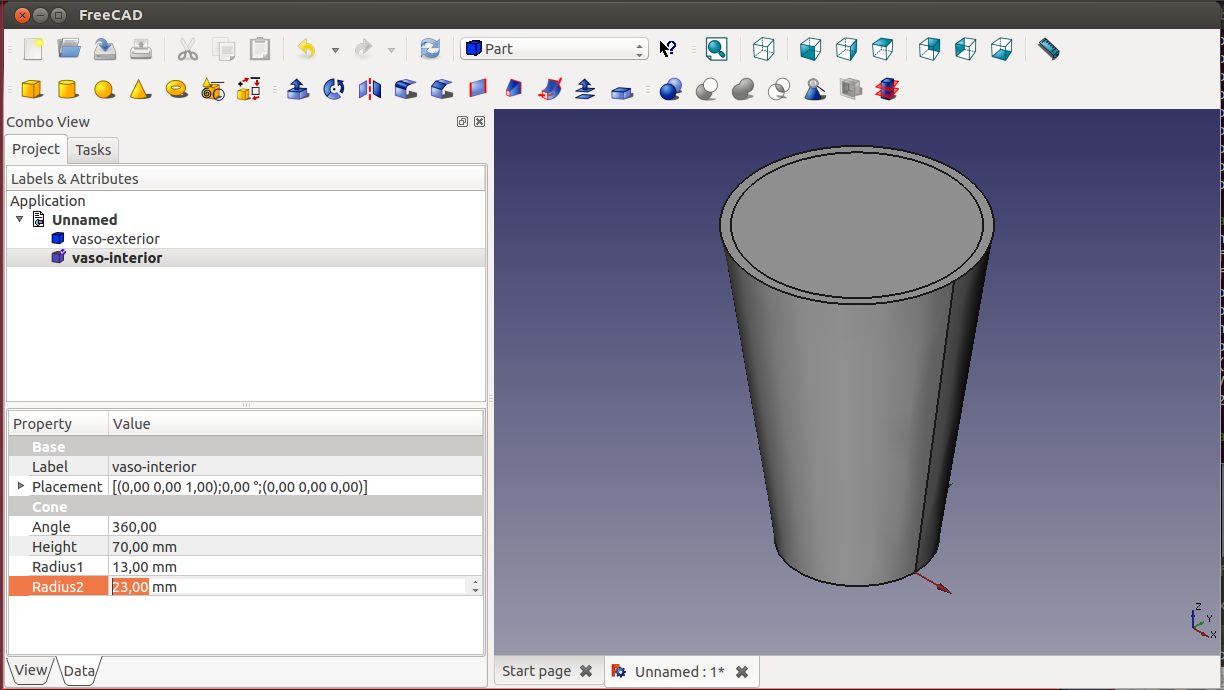 FreeCAD
Part
Combo View
Project Tasks
Labels & Attributes
Application
Unnamed
vaso-exterior
vaso-interior
Property Value
Base
Label vaso-interior
Placement [(0,00 0,00 1,00);0,00 °;(0,00 0,00 0,00)]
Cone
Angle 360,00
Height 70,00 mm
Radius1 13,00 mm
Radius2 23,00 mm
View Data
Z
Y
X
Start page Unnamed : 1*